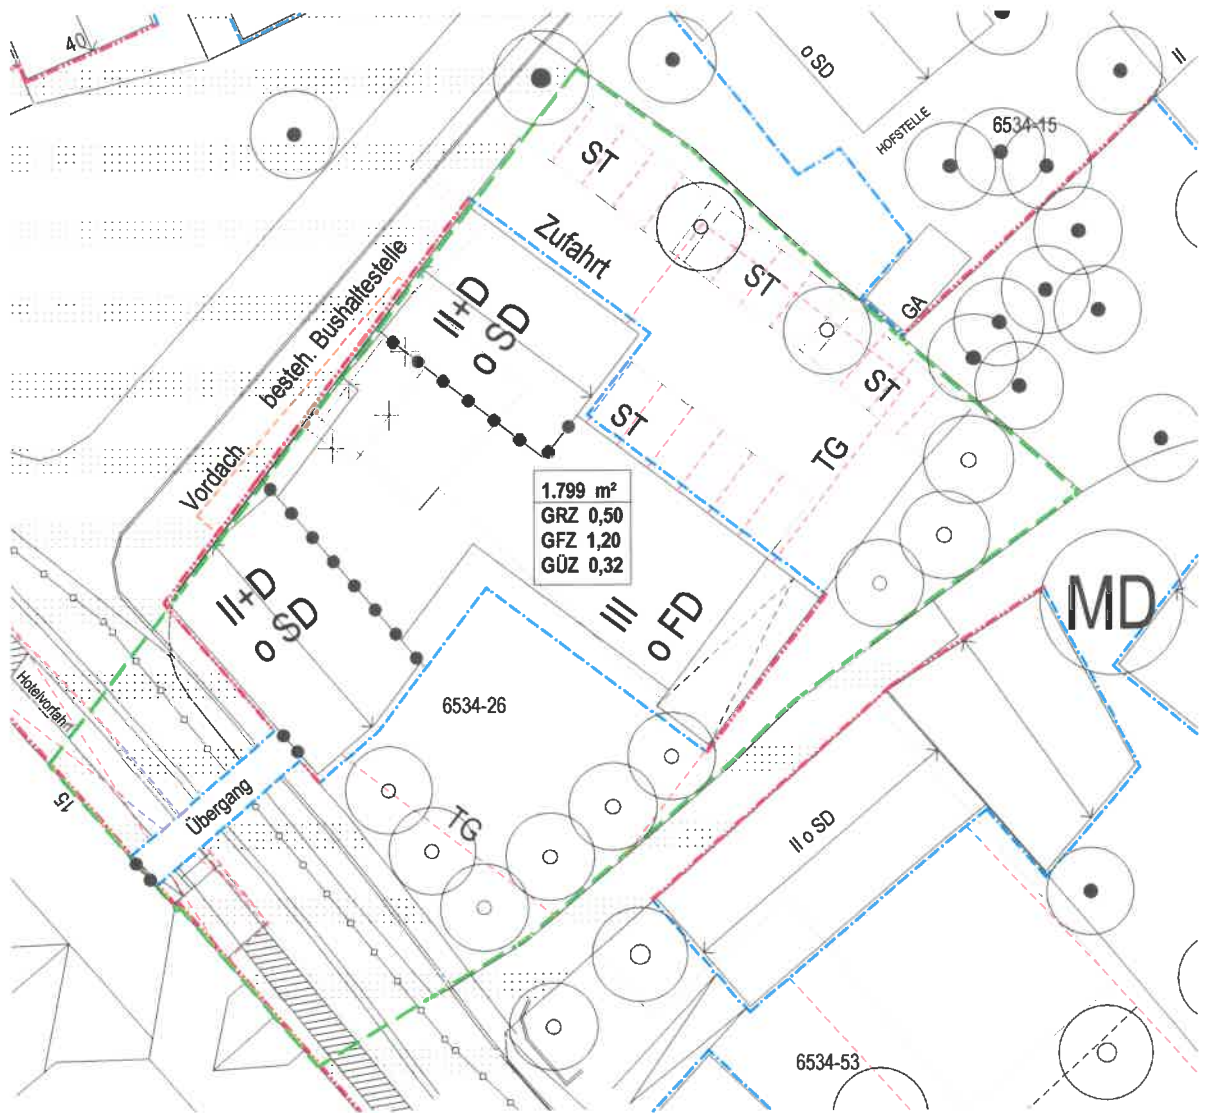 40
o SD
II
HOFSTELLE
6534-15
ST
Zufahrt
ST
GA
besteh. Bushaltestelle
II+D
o SD
ST
ST
TG
Vordach
1.799 m²
GRZ 0,50
GFZ 1,20
GÜZ 0,32
II+D
o SD
III
o FD
MD
Hotelvorfahrt
6534-26
15
Übergang
TG
II o SD
6534-53